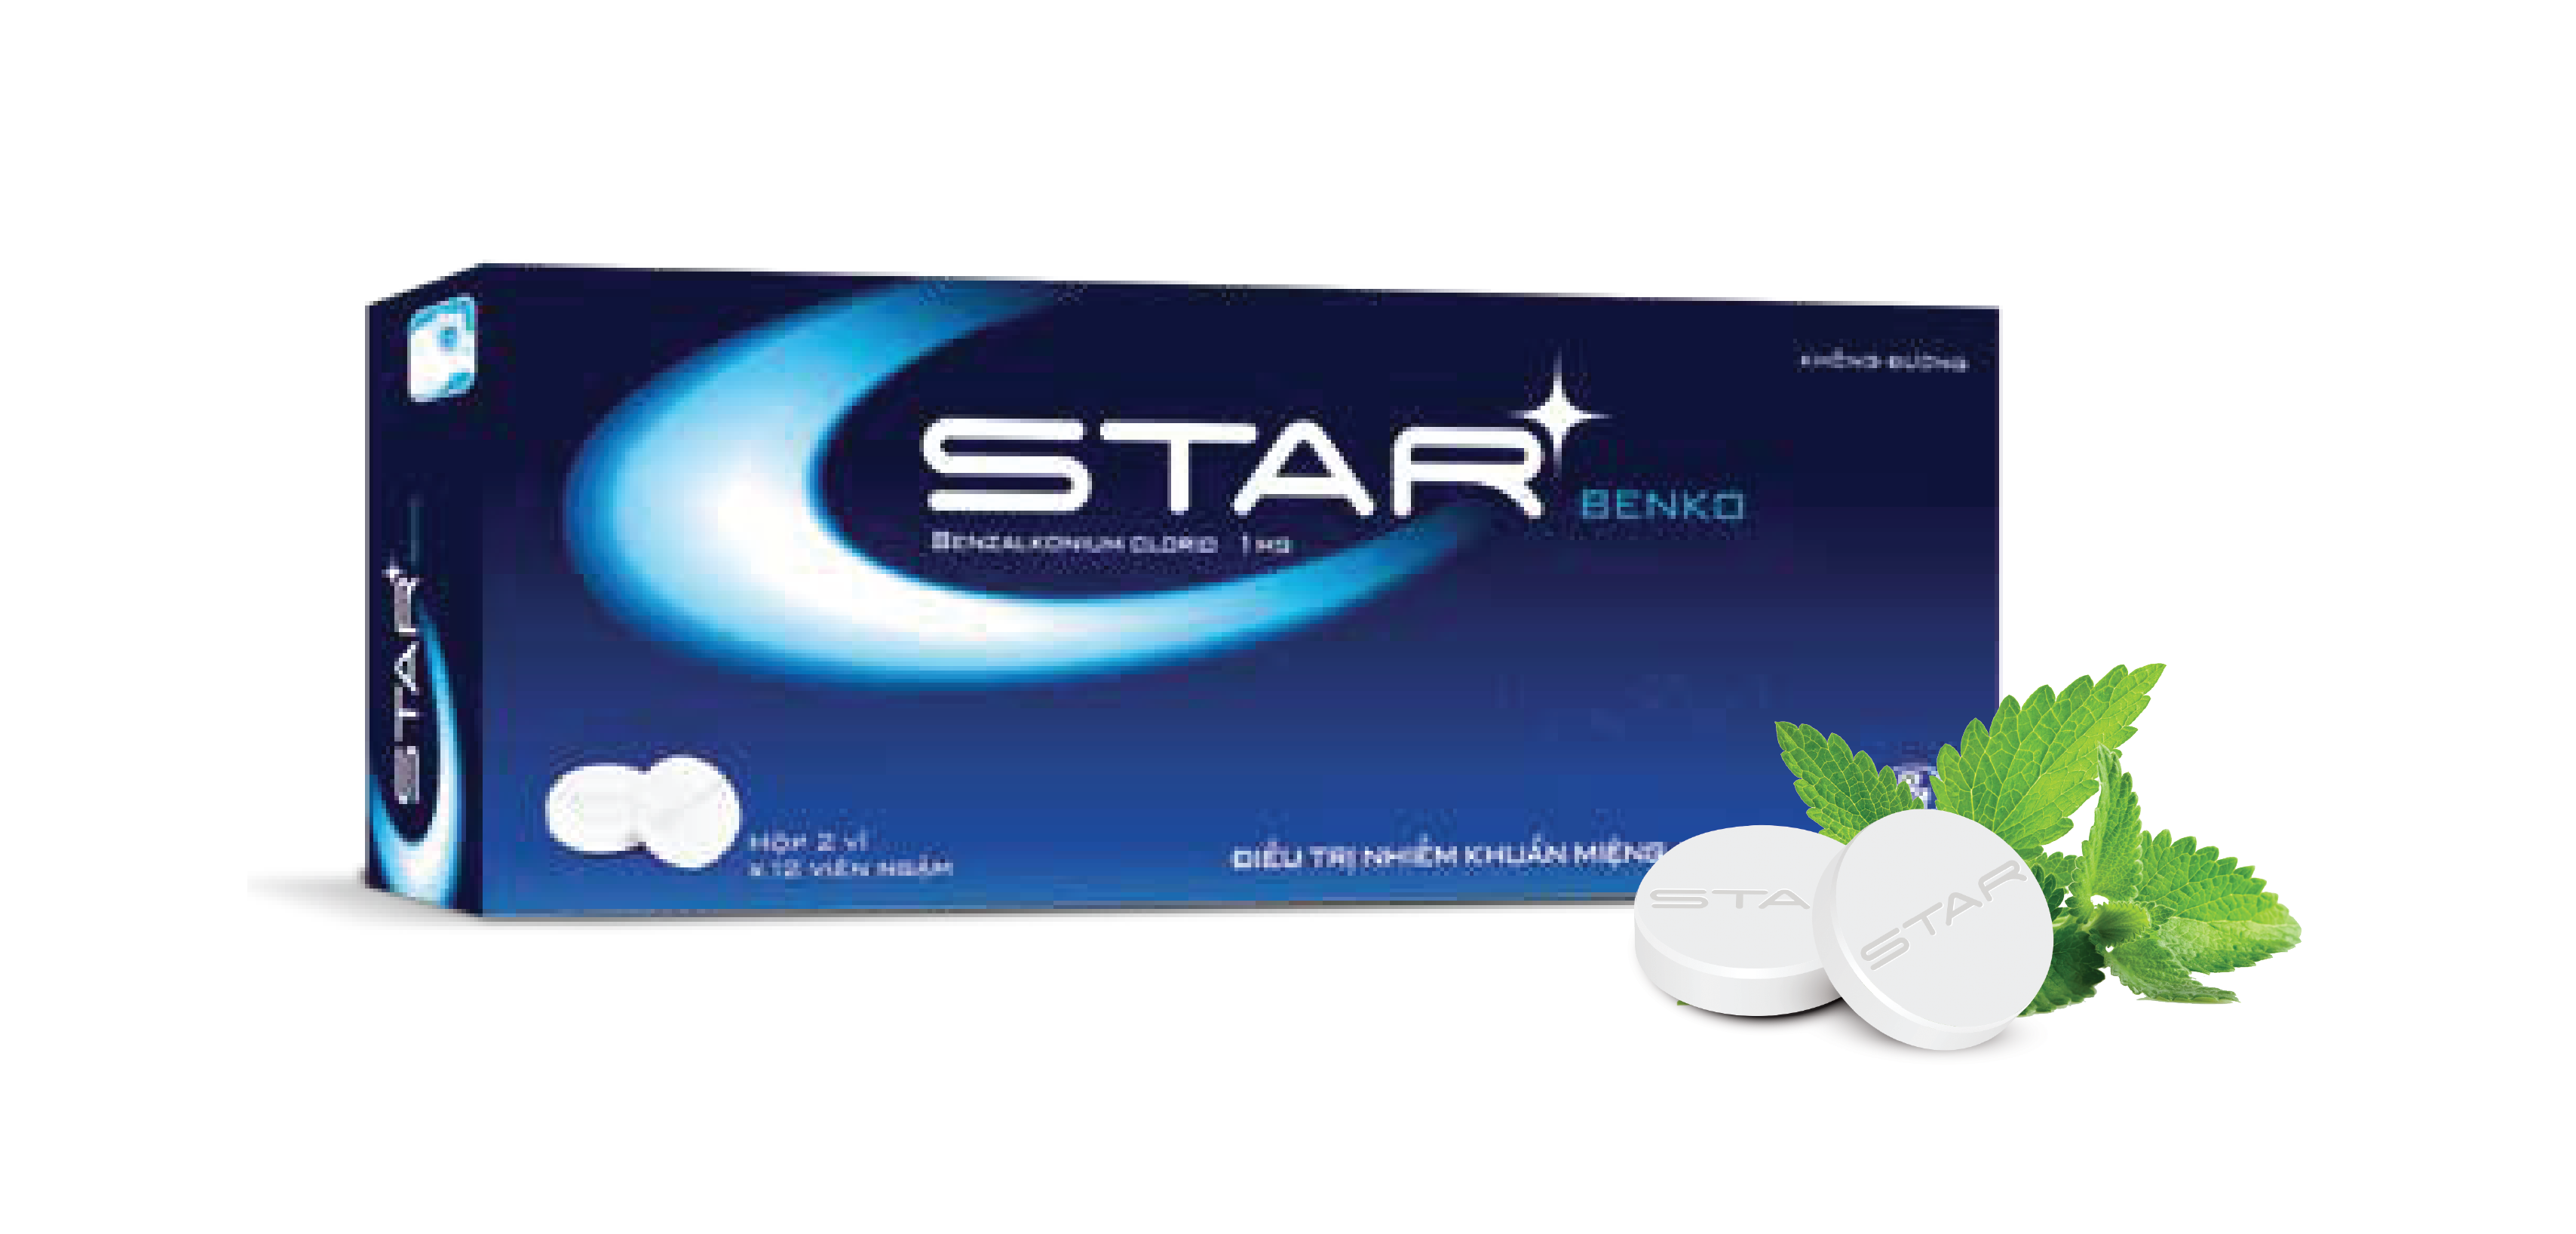 KHÔNG ĐƯỜNG
STAR
BENKO
BENZALKONIUM CLORID 1 MG
STAR
HỘP 2 VỈ
x 12 VIÊN NGẬM
ĐIỀU TRỊ NHIỄM KHUẨN MIỆNG
STA
STAR